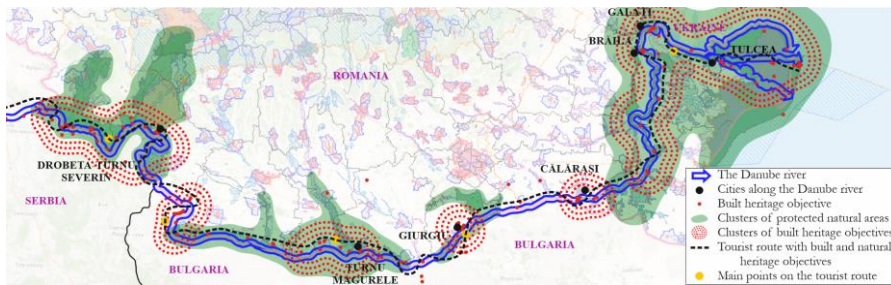 GALAȚI
UKRAINE
BRĂILA
TULCEA
ROMANIA
DROBETA-TURNU
SEVERIN
CĂLĂRAȘI
SERBIA
GIURGIU
BULGARIA
BULGARIA
TURNU
MAGURELE
The Danube river
Cities along the Danube river
Built heritage objective
Clusters of protected natural areas
Clusters of built heritage objectives
Tourist route with built and natural
heritage objectives
Main points on the tourist route